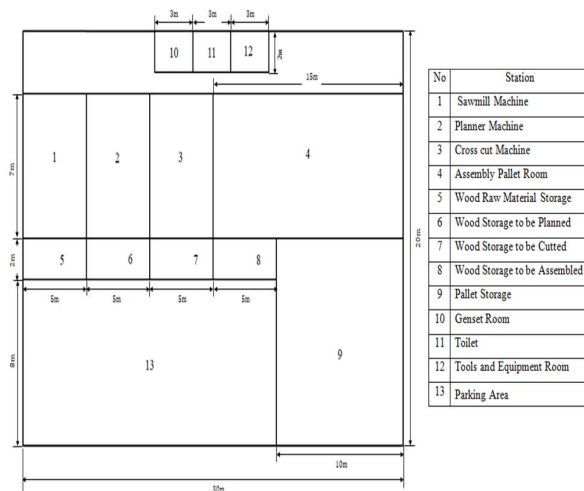 3m 3m 3m
10 11 12
2m
15m
1 2 3 4
7m
20m
2m
5 6 7 8
5m 5m 5m 5m
8m
13
9
10m
30m
No Station
1 Sawmill Machine
2 Planner Machine
3 Cross cut Machine
4 Assembly Pallet Room
5 Wood Raw Material Storage
6 Wood Storage to be Planned
7 Wood Storage to be Cutted
8 Wood Storage to be Assembled
9 Pallet Storage
10 Genset Room
11 Toilet
12 Tools and Equipment Room
13 Parking Area